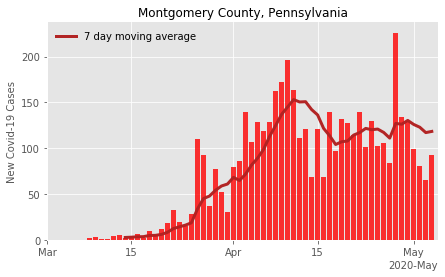 Montgomery County, Pennsylvania
7 day moving average
New Covid-19 Cases
200
150
100
50
0
Mar
15
Apr
15
May
2020-May